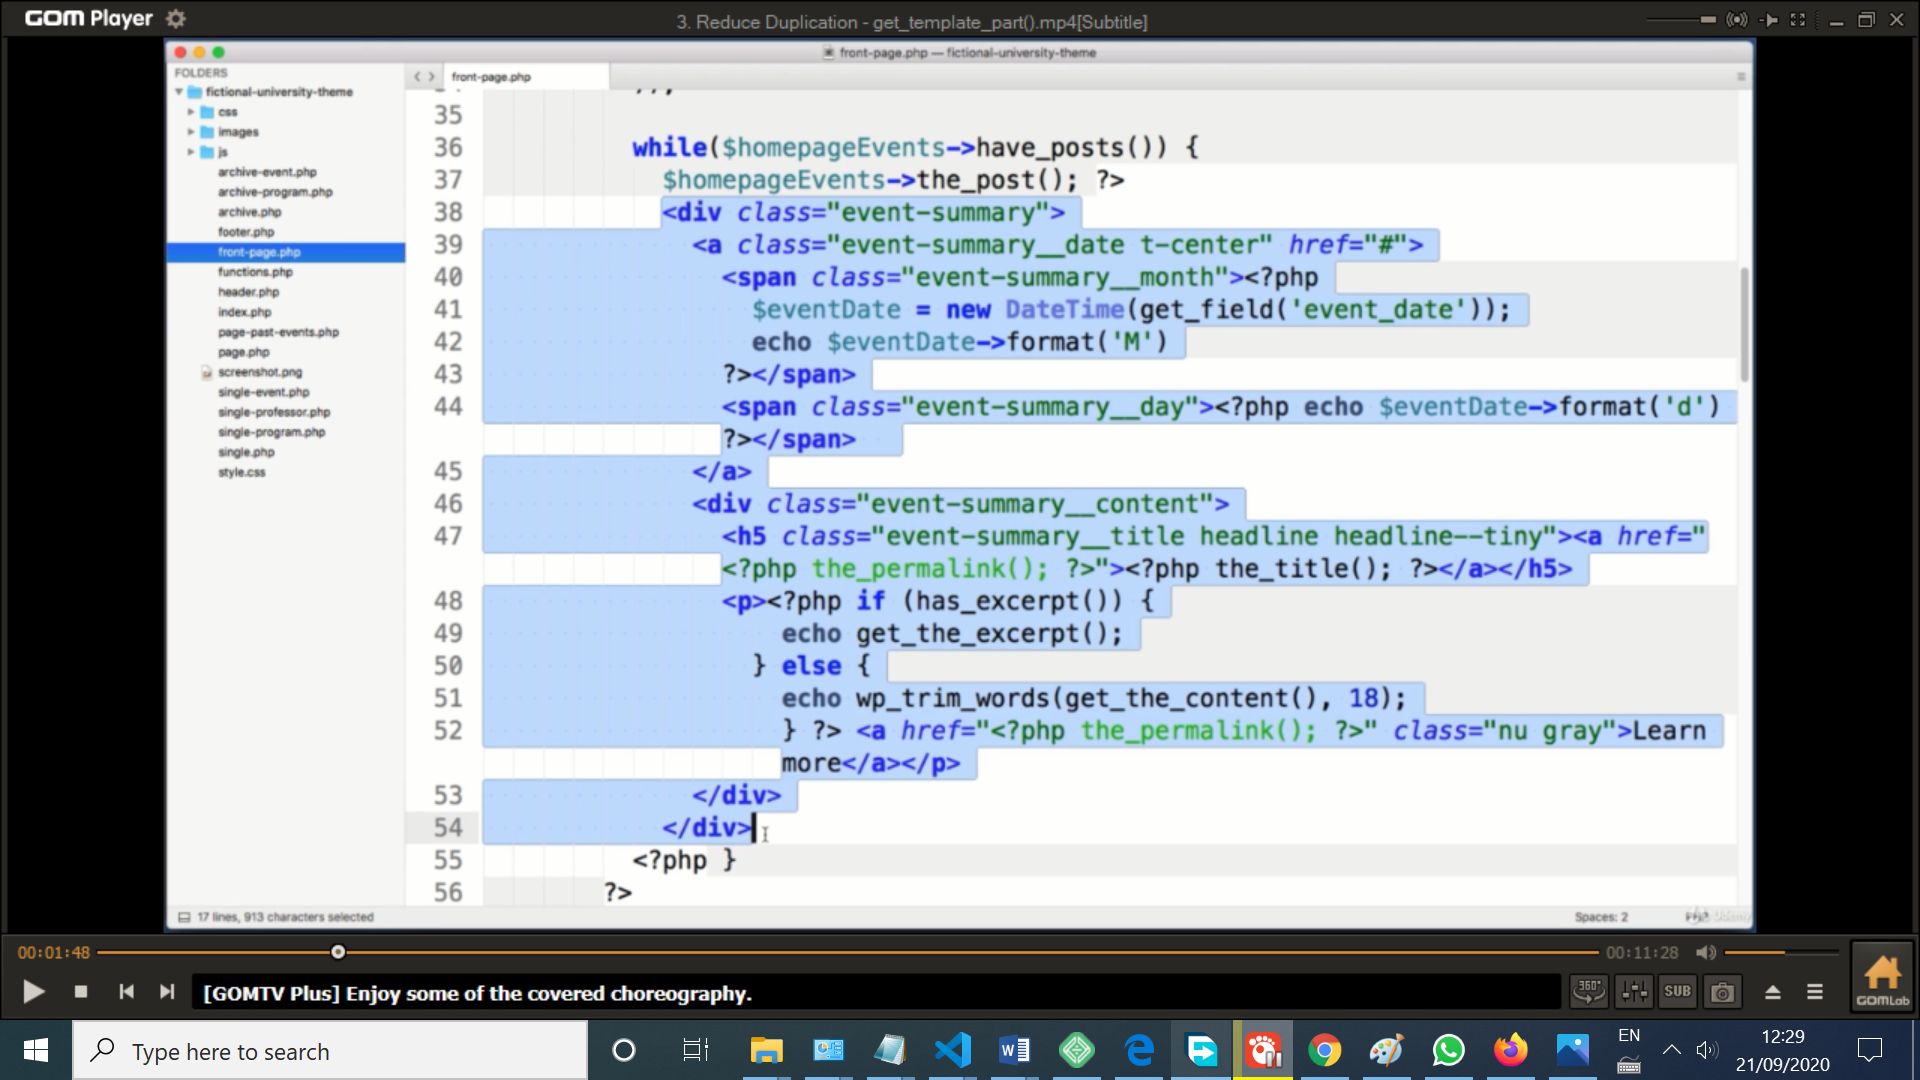 GOM Player
3. Reduce Duplication - get_template_part().mp4[Subtitle]
front-page.php — fictional-university-theme
FOLDERS
fictional-university-theme
css
images
js
archive-event.php
archive-program.php
archive.php
footer.php
front-page.php
functions.php
header.php
index.php
page-past-events.php
page.php
screenshot.png
single-event.php
single-professor.php
single-program.php
single.php
style.css
front-page.php
35
36 while($homepageEvents->have_posts()) {
37 $homepageEvents->the_post(); ?>
38 <div class="event-summary">
39 <a class="event-summary__date t-center" href="#">
40 <span class="event-summary__month"><?php
41 $eventDate = new DateTime(get_field('event_date'));
42 echo $eventDate->format('M')
43 ?></span>
44 <span class="event-summary__day"><?php echo $eventDate->format('d')
?></span>
45 </a>
46 <div class="event-summary__content">
47 <h5 class="event-summary__title headline headline--tiny"><a href="
<?php the_permalink(); ?>"><?php the_title(); ?></a></h5>
48 <p><?php if (has_excerpt()) {
49 echo get_the_excerpt();
50 } else {
51 echo wp_trim_words(get_the_content(), 18);
52 } ?> <a href="<?php the_permalink(); ?>" class="nu gray">Learn
more</a></p>
53 </div>
54 </div>
55 <?php }
56 ?>
17 lines, 913 characters selected
Spaces: 2
00:01:48
00:11:28
[GOMTV Plus] Enjoy some of the covered choreography.
360°
SUB
GOMLab
Type here to search
EN
12:29
21/09/2020